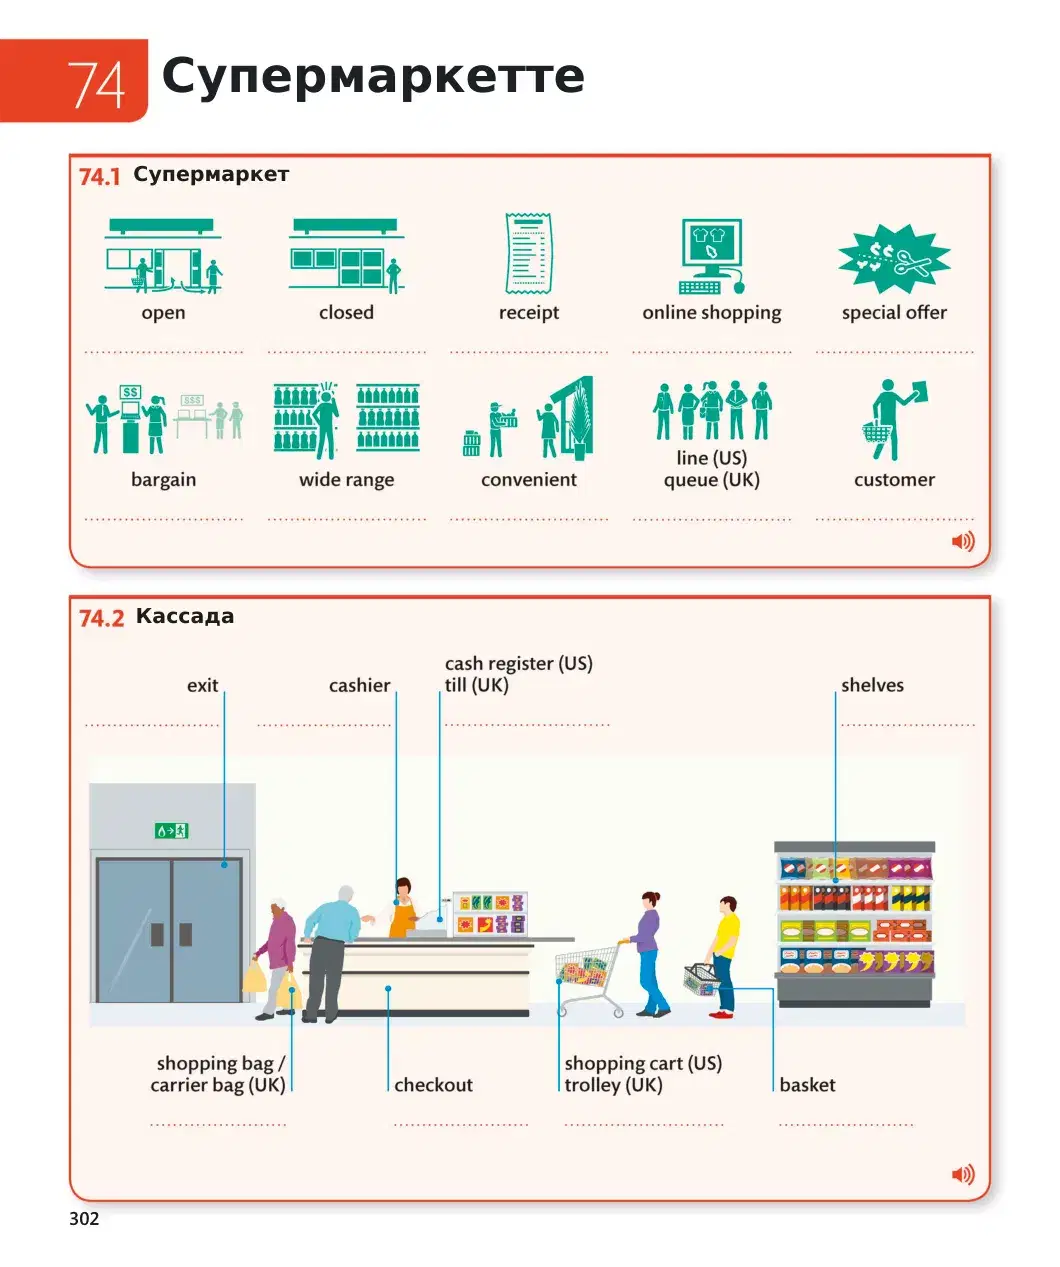 74
Супермаркетте
74.1 Супермаркет
open
closed
receipt
online shopping
special offer
$$
$$$
bargain
wide range
convenient
line (US)
queue (UK)
customer
74.2 Кассада
exit
cashier
cash register (US)
till (UK)
shelves
shopping bag /
carrier bag (UK)
checkout
shopping cart (US)
trolley (UK)
basket
302